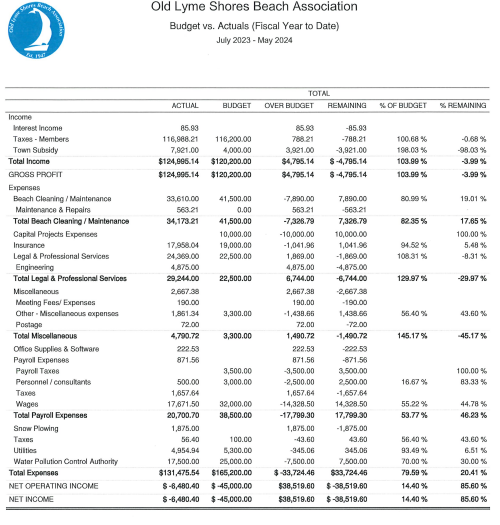 Old Lyme Shores Beach Association
Est. 1947
Old Lyme Shores Beach Association
Budget vs. Actuals (Fiscal Year to Date)
July 2023 - May 2024
TOTAL
ACTUAL BUDGET OVER BUDGET REMAINING % OF BUDGET % REMAINING
Income
Interest Income 85.93 85.93 -85.93
Taxes - Members 116,988.21 116,200.00 788.21 -788.21 100.68 % -0.68 %
Town Subsidy 7,921.00 4,000.00 3,921.00 -3,921.00 198.03 % -98.03 %
Total Income $124,995.14 $120,200.00 $4,795.14 $ -4,795.14 103.99 % -3.99 %
GROSS PROFIT $124,995.14 $120,200.00 $4,795.14 $ -4,795.14 103.99 % -3.99 %
Expenses
Beach Cleaning / Maintenance 33,610.00 41,500.00 -7,890.00 7,890.00 80.99 % 19.01 %
Maintenance & Repairs 563.21 0.00 563.21 -563.21
Total Beach Cleaning / Maintenance 34,173.21 41,500.00 -7,326.79 7,326.79 82.35 % 17.65 %
Capital Projects Expenses 10,000.00 -10,000.00 10,000.00 100.00 %
Insurance 17,958.04 19,000.00 -1,041.96 1,041.96 94.52 % 5.48 %
Legal & Professional Services 24,369.00 22,500.00 1,869.00 -1,869.00 108.31 % -8.31 %
Engineering 4,875.00 4,875.00 -4,875.00
Total Legal & Professional Services 29,244.00 22,500.00 6,744.00 -6,744.00 129.97 % -29.97 %
Miscellaneous 2,667.38 2,667.38 -2,667.38
Meeting Fees/ Expenses 190.00 190.00 -190.00
Other - Miscellaneous expenses 1,861.34 3,300.00 -1,438.66 1,438.66 56.40 % 43.60 %
Postage 72.00 72.00 -72.00
Total Miscellaneous 4,790.72 3,300.00 1,490.72 -1,490.72 145.17 % -45.17 %
Office Supplies & Software 222.53 222.53 -222.53
Payroll Expenses 871.56 871.56 -871.56
Payroll Taxes 3,500.00 -3,500.00 3,500.00 100.00 %
Personnel / consultants 500.00 3,000.00 -2,500.00 2,500.00 16.67 % 83.33 %
Taxes 1,657.64 1,657.64 -1,657.64
Wages 17,671.50 32,000.00 -14,328.50 14,328.50 55.22 % 44.78 %
Total Payroll Expenses 20,700.70 38,500.00 -17,799.30 17,799.30 53.77 % 46.23 %
Snow Plowing 1,875.00 1,875.00 -1,875.00
Taxes 56.40 100.00 -43.60 43.60 56.40 % 43.60 %
Utilities 4,954.94 5,300.00 -345.06 345.06 93.49 % 6.51 %
Water Pollution Control Authority 17,500.00 25,000.00 -7,500.00 7,500.00 70.00 % 30.00 %
Total Expenses $131,475.54 $165,200.00 $ -33,724.46 $33,724.46 79.59 % 20.41 %
NET OPERATING INCOME $ -6,480.40 $ -45,000.00 $38,519.60 $ -38,519.60 14.40 % 85.60 %
NET INCOME $ -6,480.40 $ -45,000.00 $38,519.60 $ -38,519.60 14.40 % 85.60 %